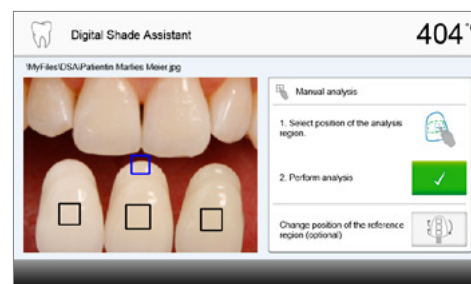 Digital Shade Assistant
404
\MyFiles\DSA\Patientin Marlies Meier.jpg
Manual analysis
1. Select position of the analysis
region.
2. Perform analysis
Change position of the reference
region (optional)